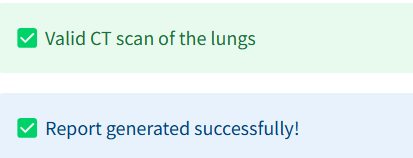 ✅ Valid CT scan of the lungs
✅ Report generated successfully!